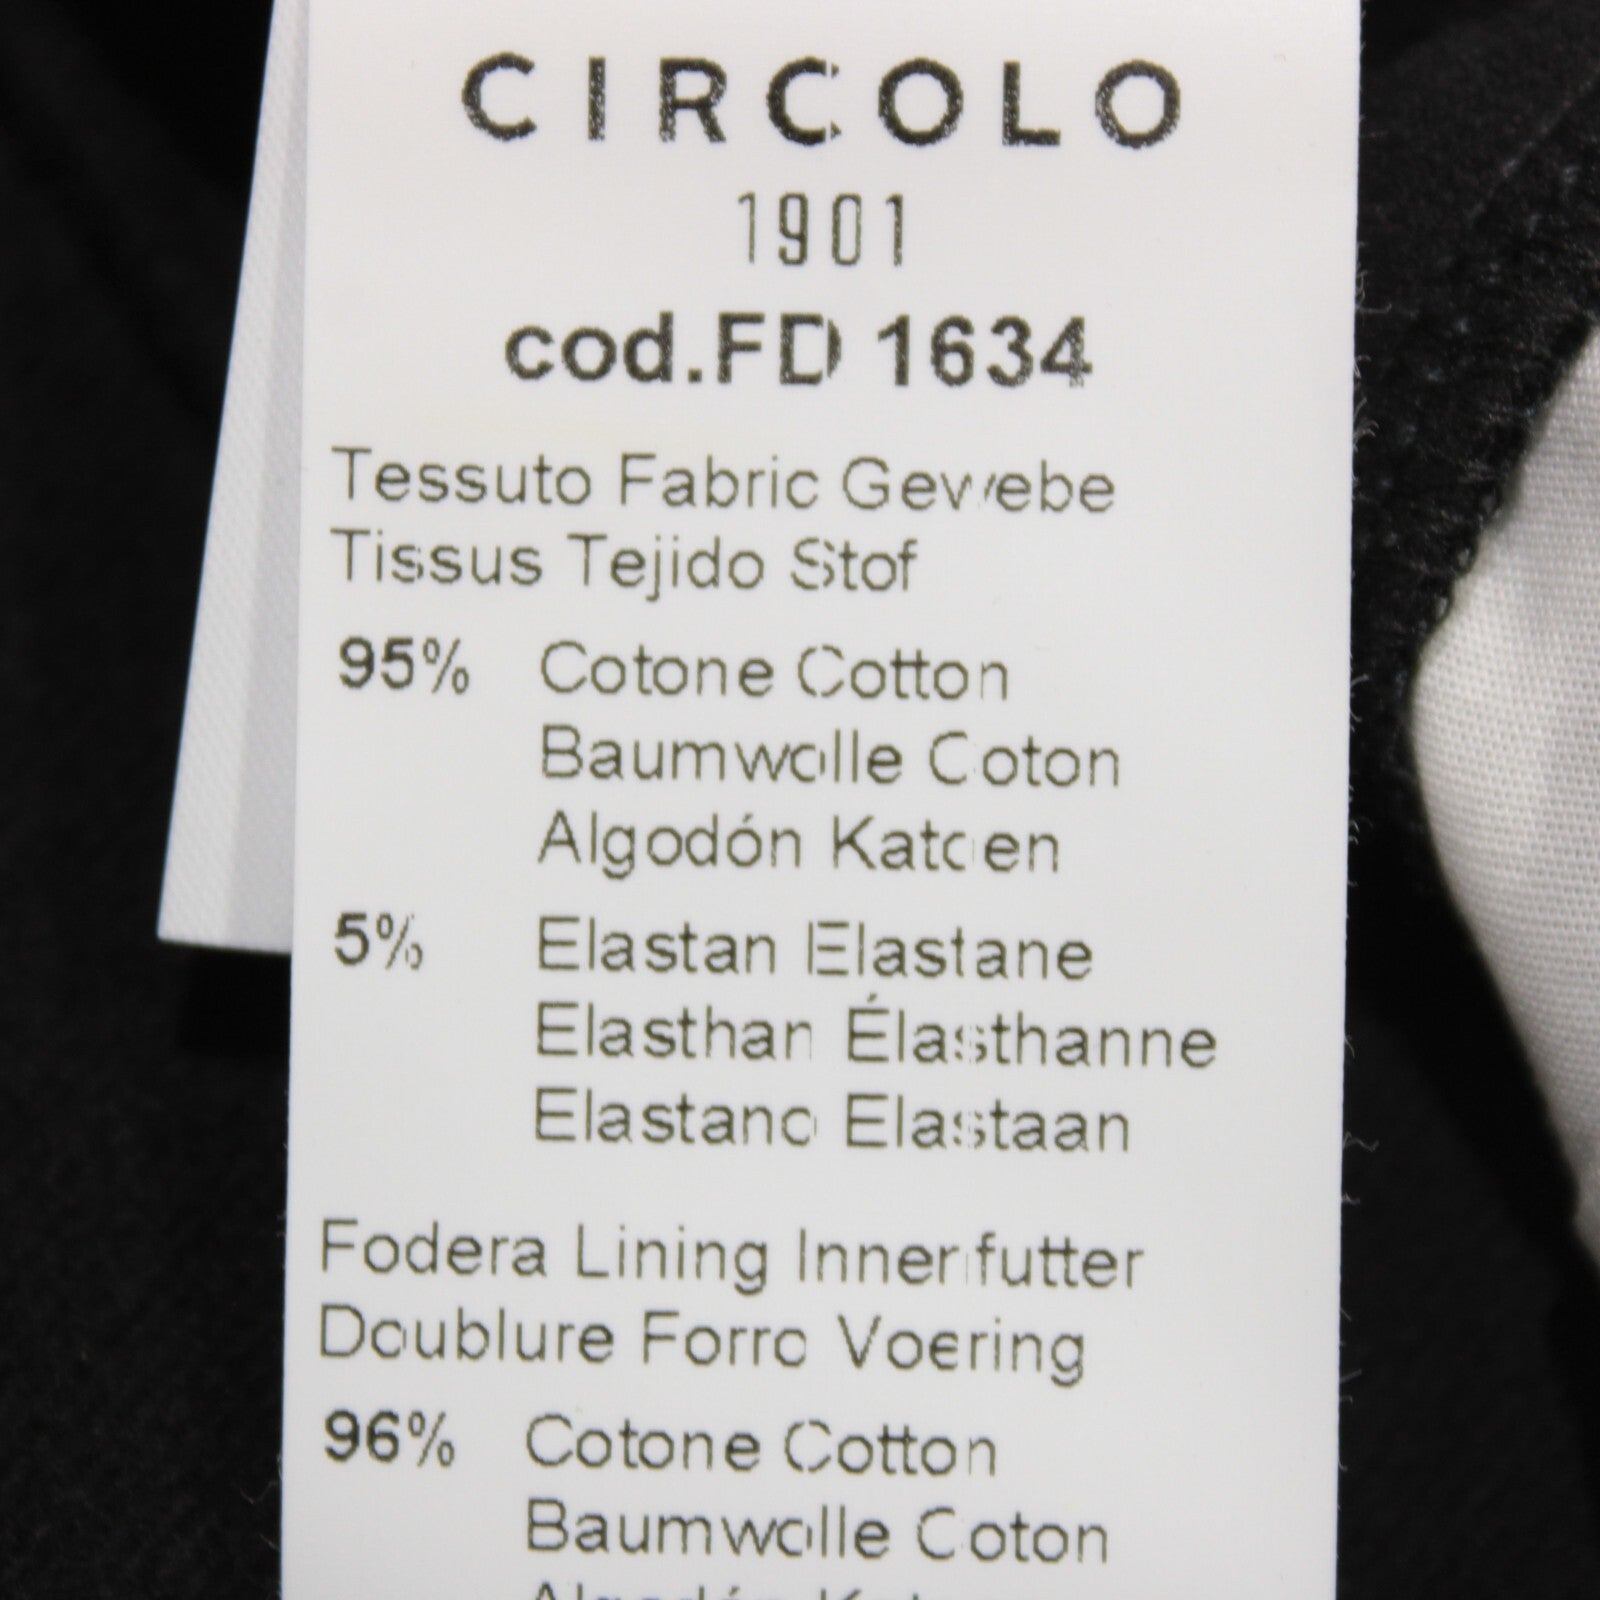 CIRCOLO
1901
cod.FD 1634
Tessuto Fabric Gewebe
Tissus Tejido Stof
95% Cotone Cotton
Baumwolle Coton
Algodón Katoen
5% Elastan Elastane
Elasthan Élasthanne
Elastano Elastaan
Fodera Lining Innenfutter
Doublure Forro Voering
96% Cotone Cotton
Baumwolle Coton